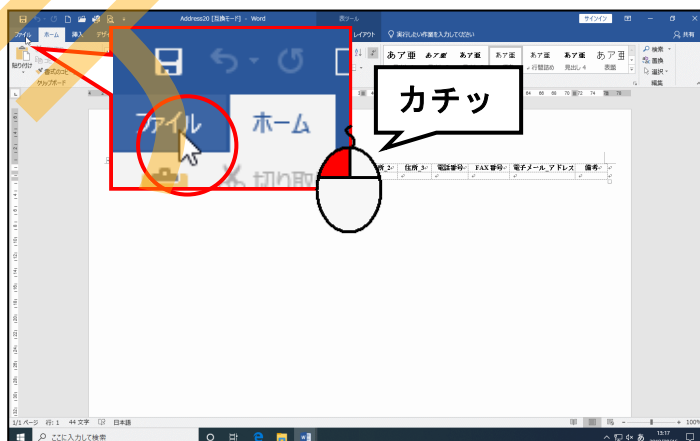 Address20 [互換モード] - Word
表ツール
サインイン
ファイル
ホーム
挿入
デザイ
レイアウト
実行したい作業を入力してください
共有
貼り付け
書式のコピ
クリップボード
あア亜
あア亜
あア亜
あア亜
あア亜
あア亜
あア亜
行間詰め
見出し 4
表題
検索
置換
選択
編集
ファイル
ホーム
切り取
カチッ
所_2
住所_3
電話番号
FAX 番号
電子メール_アドレス
備考
1/1 ページ
行: 1
44 文字
日本語
100%
ここに入力して検索
あ
13:17